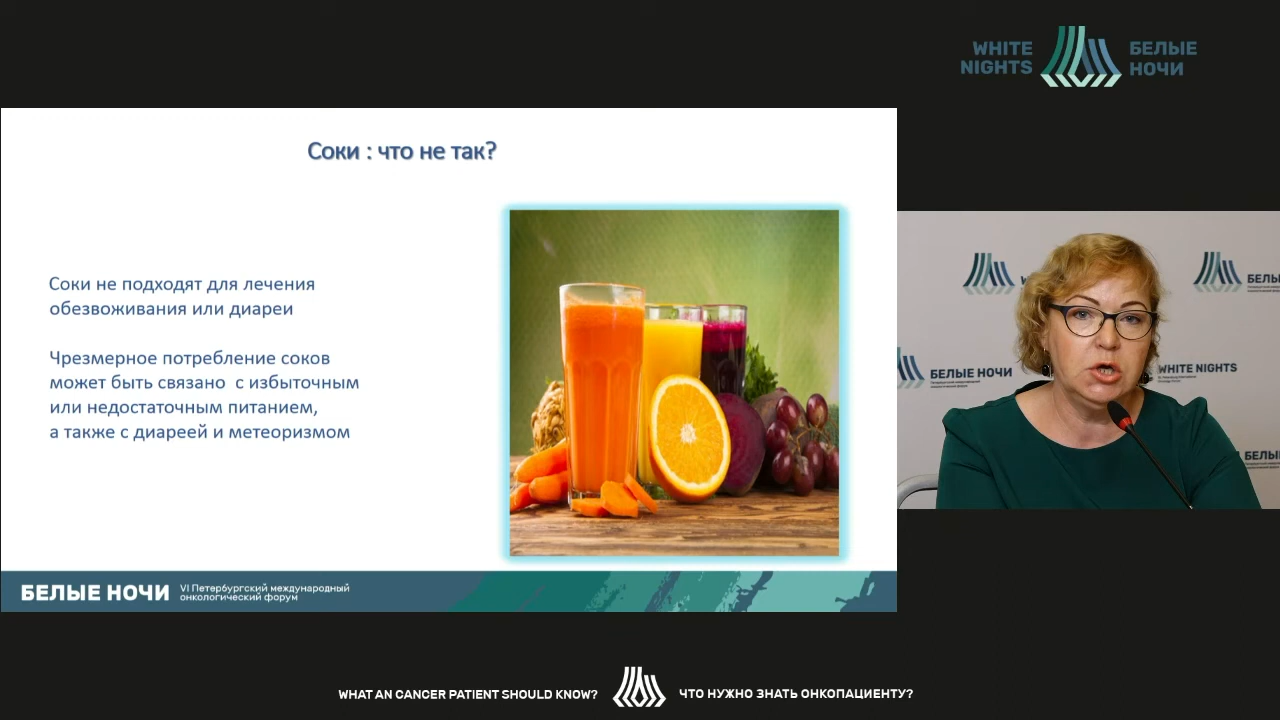 WHITE
NIGHTS
БЕЛЫЕ
НОЧИ
Соки : что не так?
Соки не подходят для лечения
обезвоживания или диареи
Чрезмерное потребление соков
может быть связано с избыточным
или недостаточным питанием,
а также с диареей и метеоризмом
БЕЛЫЕ НОЧИ
VI Петербургский международный
онкологический форум
БЕЛЫЕ НОЧИ
WHITE NIGHTS
WHAT AN CANCER PATIENT SHOULD KNOW?
ЧТО НУЖНО ЗНАТЬ ОНКОПАЦИЕНТУ?